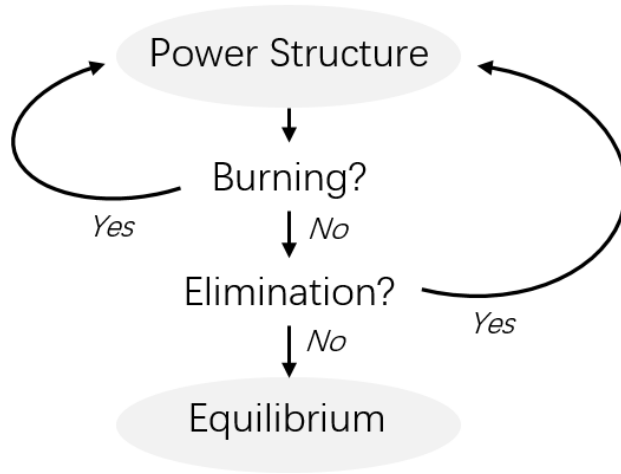 Power Structure
Burning?
Yes
No
Elimination?
Yes
No
Equilibrium